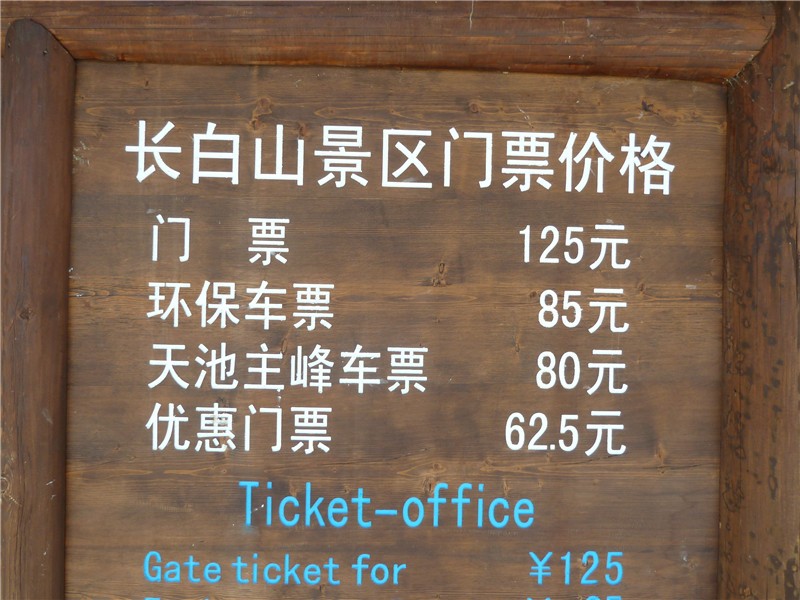 长白山景区门票价格
门 票 125元
环保车票 85元
天池主峰车票 80元
优惠门票 62.5元
Ticket-office
Gate ticket for ¥125